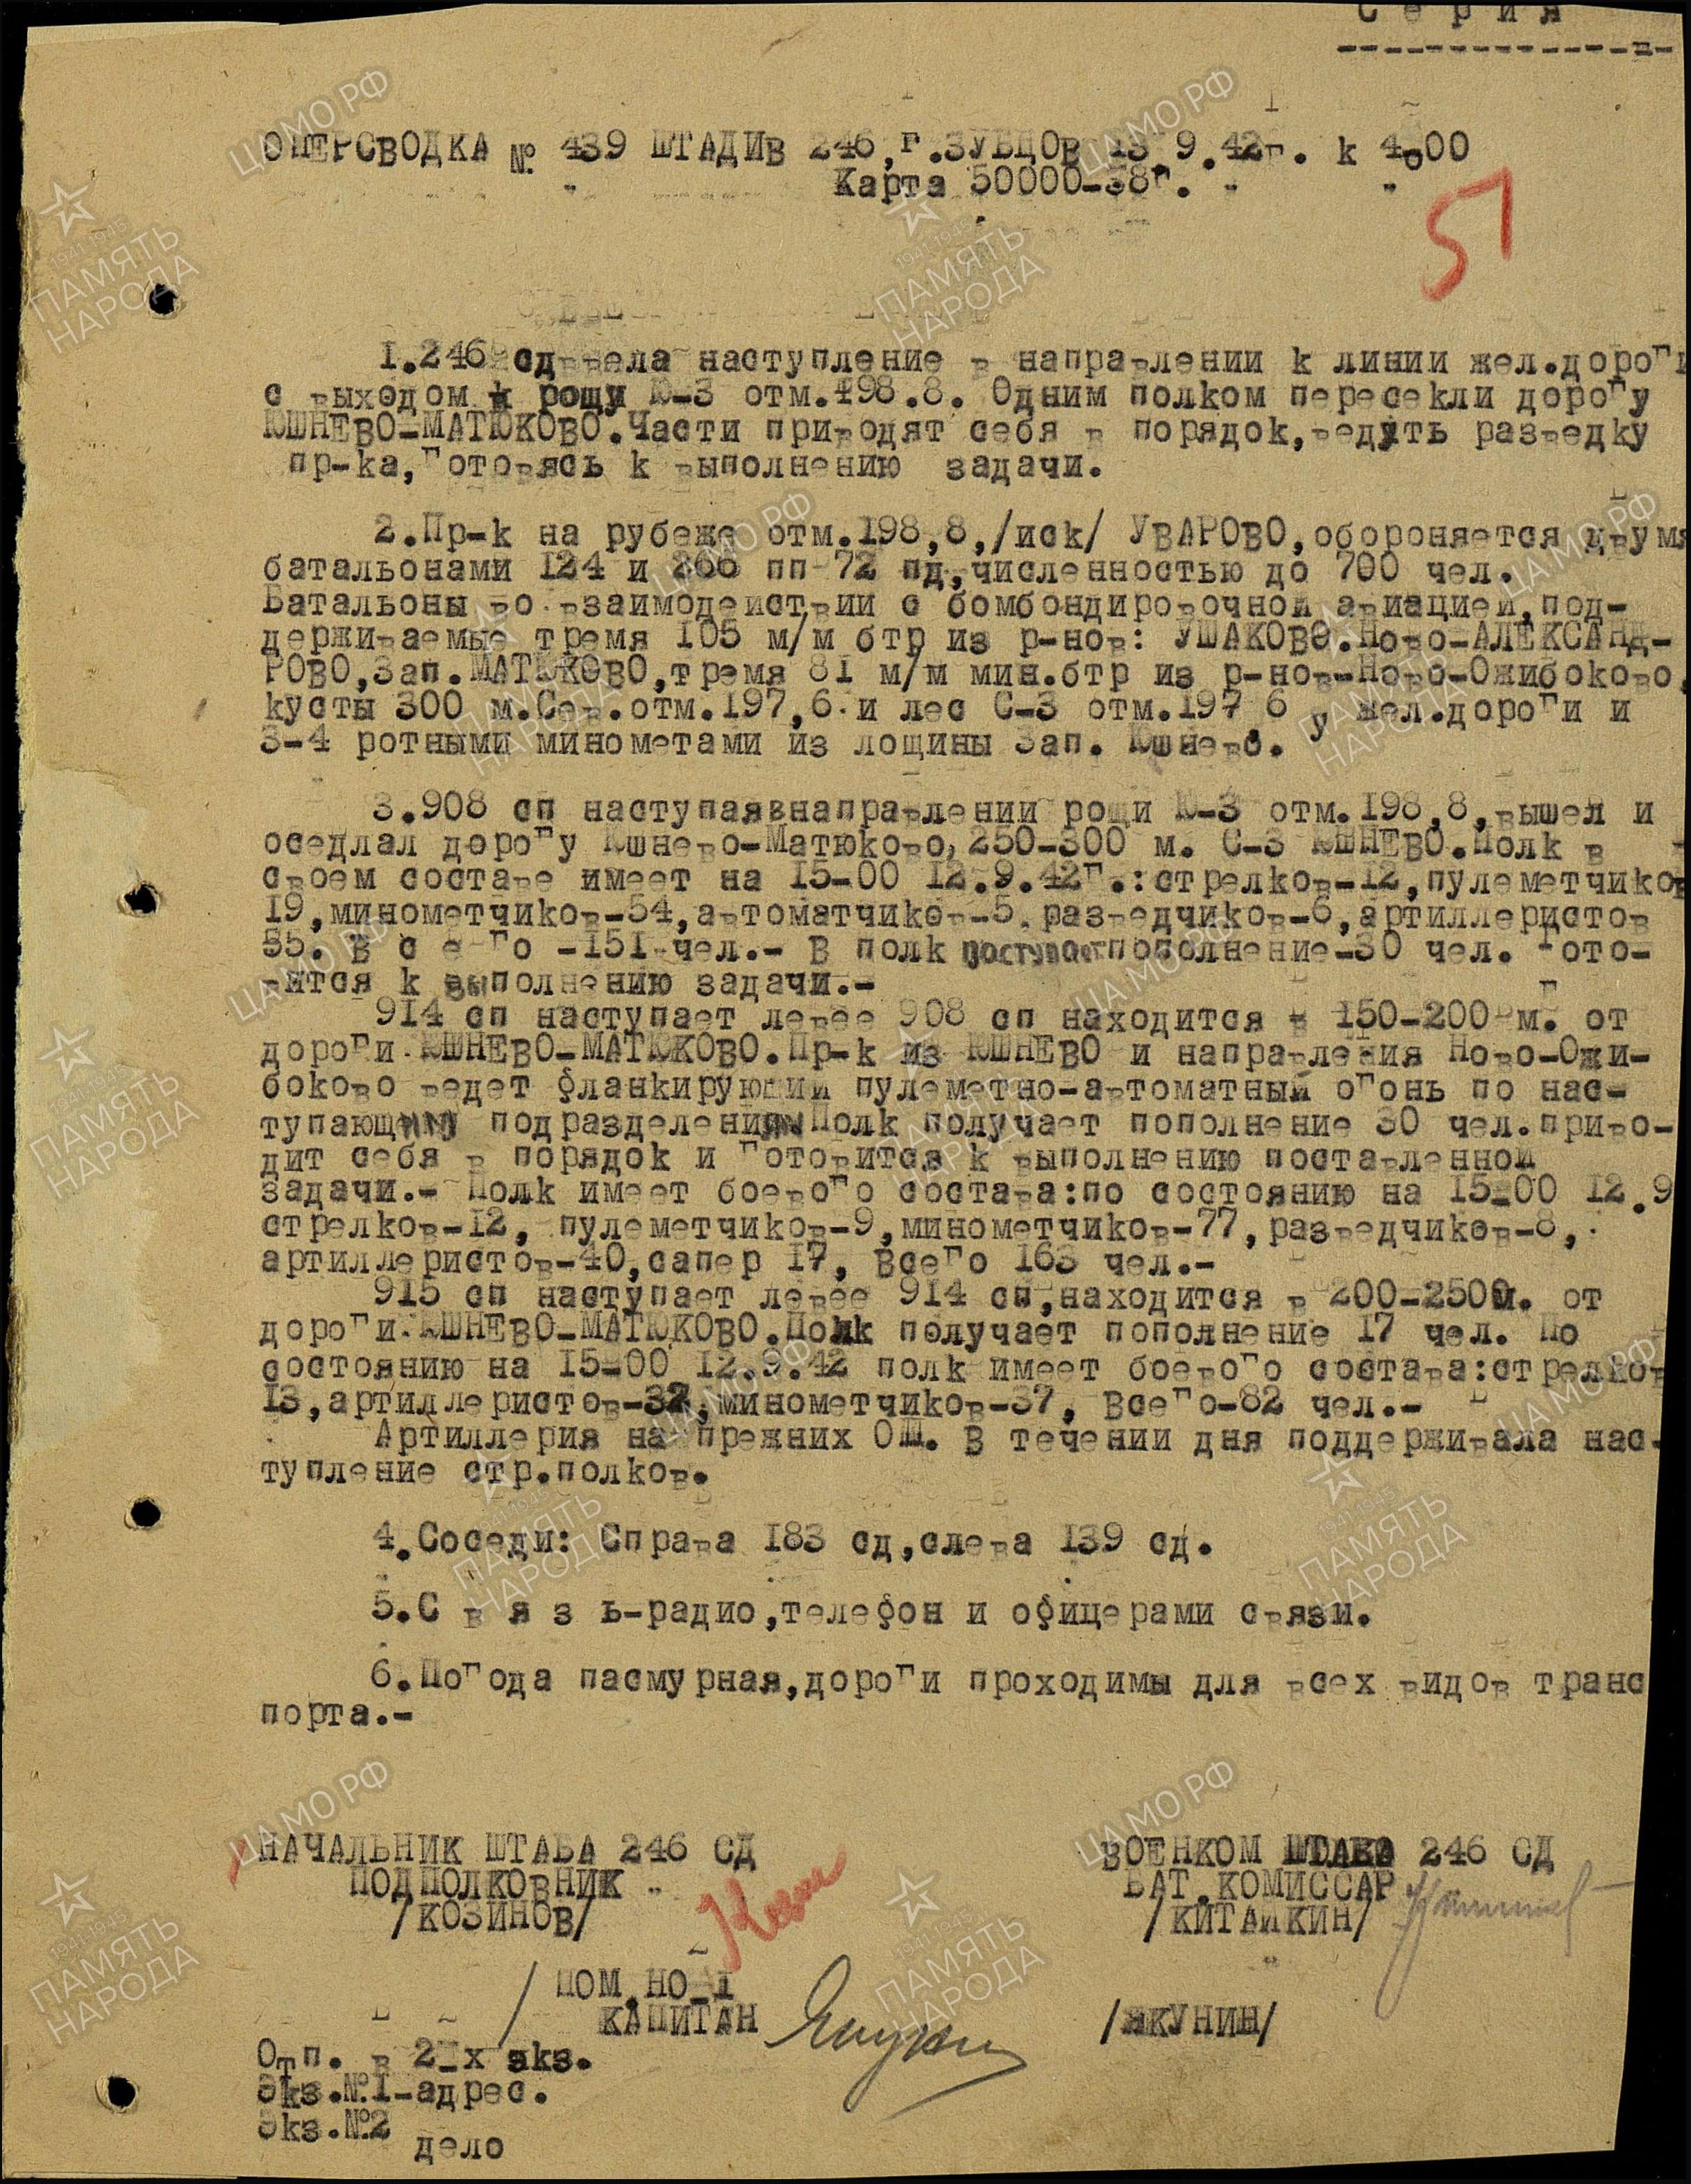 Серия
ОПЕРСВОДКА № 439 ШТАДИВ 246, г.ЗУБЦОВ 13 9.42г. к 4.00
Карта 50000-38г.
51
1.246 сд вела наступление в направлении к линии жел.дороги
с выходом к рощу Ю-З отм.198.8. Одним полком пересекли дорогу
ЮШНЕВО-МАТЮКОВО.Части приводят себя в порядок,ведять разведку
пр-ка,готовясь к выполнению задачи.
2.Пр-к на рубеже отм.198,8,/иск/ УВАРОВО,обороняется двумя
батальонами 124 и 266 пп 72 пд,численностью до 700 чел.
Батальоны во взаимодействии с бомбондировочной авиацией,под-
держиваемые тремя 105 м/м бтр из р-нов: УШАКОВО.Ново-АЛЕКСАНД-
РОВО,Зап.МАТЮКОВО,тремя 81 м/м мин.бтр из р-нов-Ново-Ожибоково,
кусты 300 м.Сев.отм.197,6 и лес С-З отм.197,6 у жел.дороги и
3-4 ротными минометами из лощины Зап. Юшнево.
3.908 сп наступаявнаправлении рощи Ю-З отм.198,8,вышел и
оседлал дорогу Юшнево-Матюково,250-300 м. С-З ЮШНЕВО.Полк в
своем составе имеет на 15-00 12.9.42г.:стрелков-12,пулеметчиков
19,минометчиков-54,автоматчиков-5.разведчиков-6,артиллеристов
55. В с е г о -151 чел.- В полк поступает пополнение-30 чел. Гото-
вится к выполнению задачи.-
914 сп наступает левее 908 сп находится в 150-200 м. от
дороги ЮШНЕВО-МАТЮКОВО.Пр-к из ЮШНЕВО и направления Ново-Ожи-
боково ведет фланкирующий пулеметно-автоматный огонь по нас-
тупающим подразделениям Полк получает пополнение 30 чел.приво-
дит себя в порядок и готовится к выполнению поставленной
задачи.- Полк имеет боевого состава:по состоянию на 15-00 12.9
стрелков-12, пулеметчиков-9,минометчиков-77,разведчиков-8,
артиллеристов-40,сапер 17, Всего 163 чел.-
915 сп наступает левее 914 сп,находится в 200-250м. от
дороги ЮШНЕВО-МАТЮКОВО.Полк получает пополнение 17 чел. По
состоянию на 15-00 12.9.42 полк имеет боевого состава:стрелков
13,артиллеристов-32,минометчиков-37, Всего-82 чел.-
Артиллерия на прежних ОП. В течении дня поддерживала нас-
тупление стр.полков.
4.Соседи: Справа 183 сд,слева 139 сд.
5.С в я з ь-радио,телефон и офицерами связи.
6.Погода пасмурная,дороги проходимы для всех видов транс
порта.-
НАЧАЛЬНИК ШТАБА 246 СД ВОЕНКОМ ШТАБА 246 СД
ПОДПОЛКОВНИК БАТ.КОМИССАР
/КОЗИНОВ/ /КИТАЙКИН/
/ПОМ.НО-1
КАПИТАН /ЯКУНИН/
Отп. в 2-х экз.
Экз.№1-адрес.
Экз.№2
дело
ЦАМО РФ
1941-1945
ПАМЯТЬ
НАРОДА